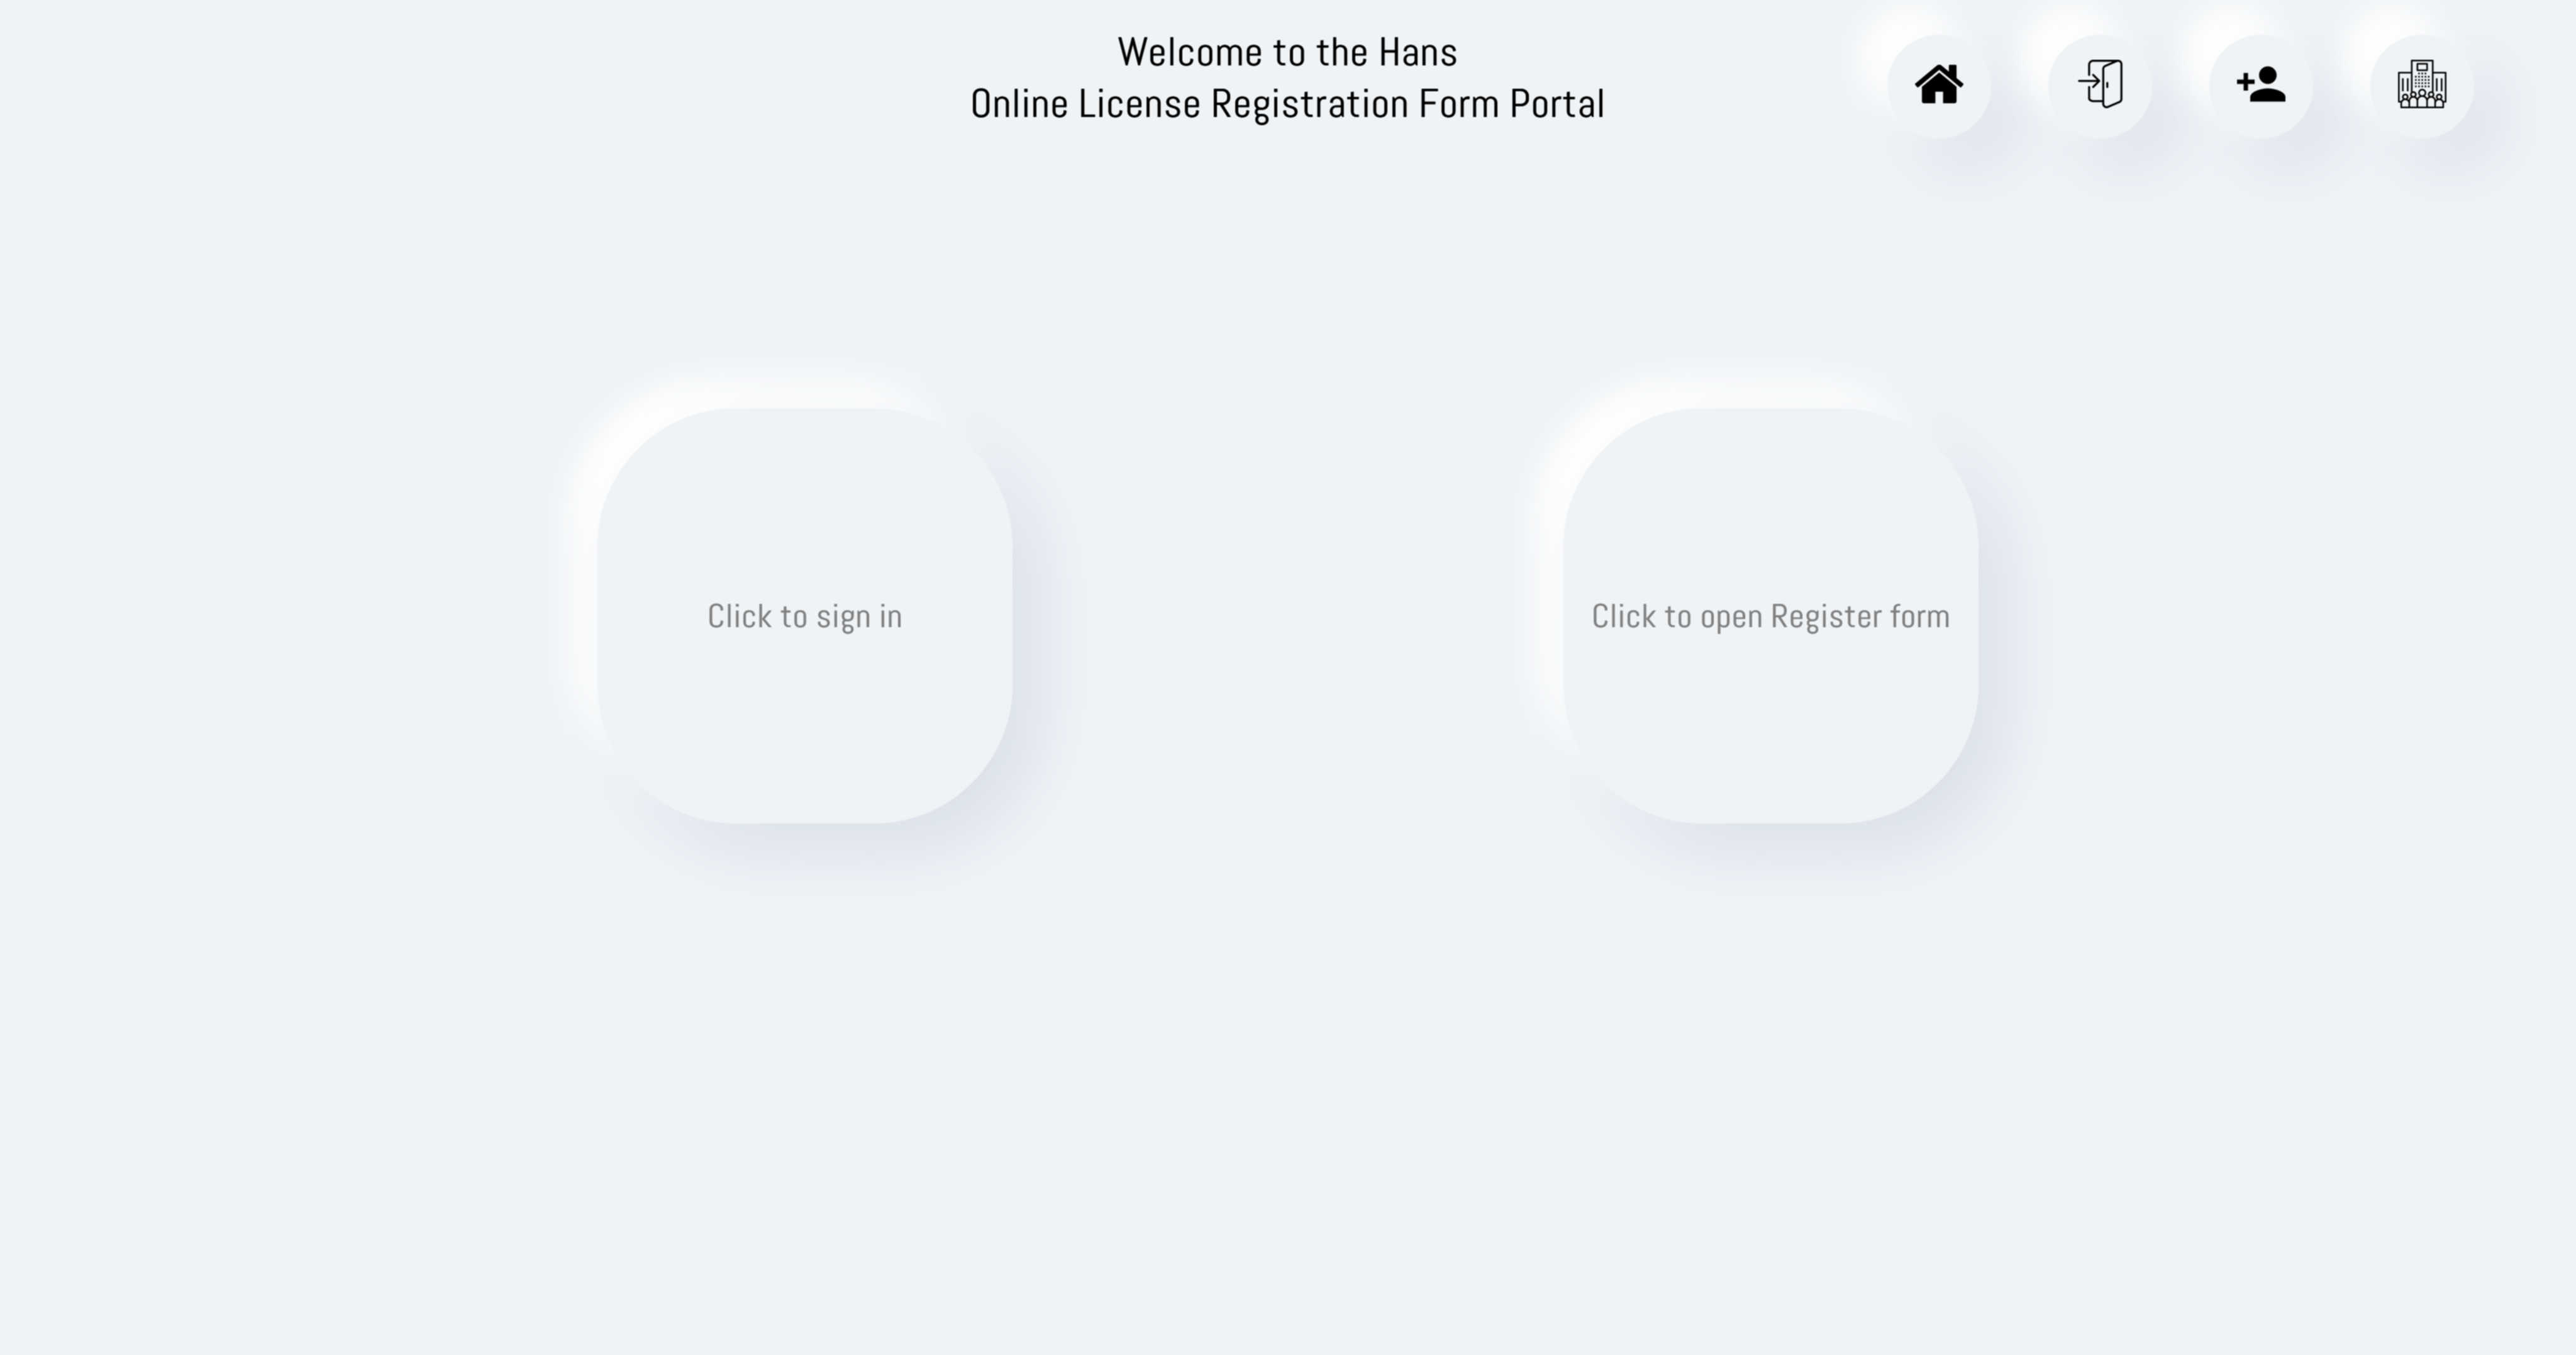 Welcome to the Hans
Online License Registration Form Portal
Click to sign in
Click to open Register form